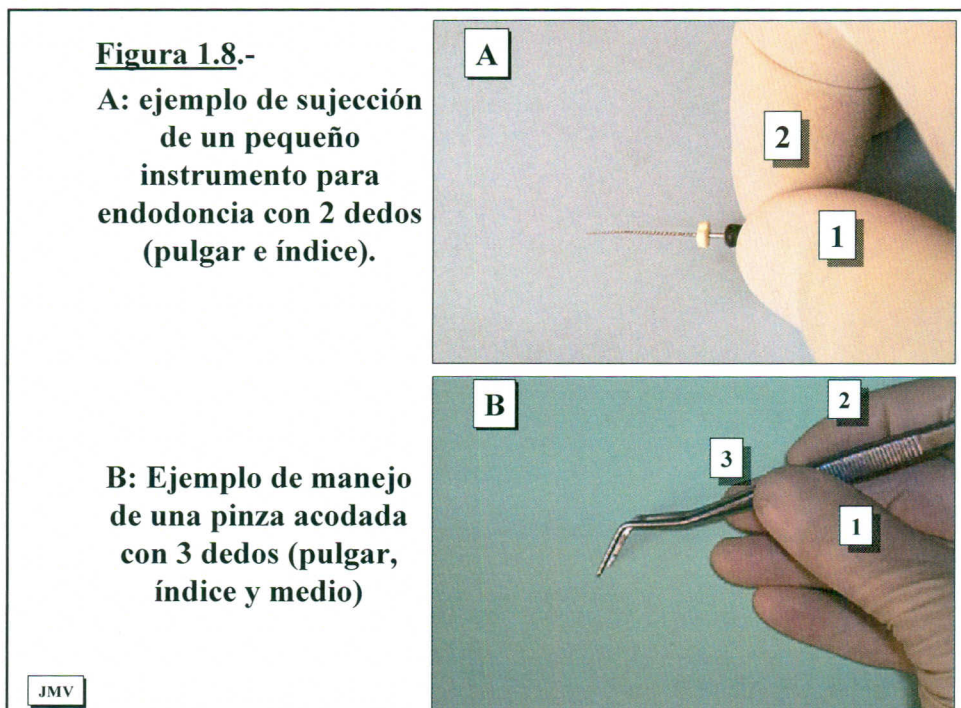 Figura 1.8.-
A: ejemplo de sujección
de un pequeño
instrumento para
endodoncia con 2 dedos
(pulgar e índice).
A
2
1
B: Ejemplo de manejo
de una pinza acodada
con 3 dedos (pulgar,
índice y medio)
B
2
3
1
JMV